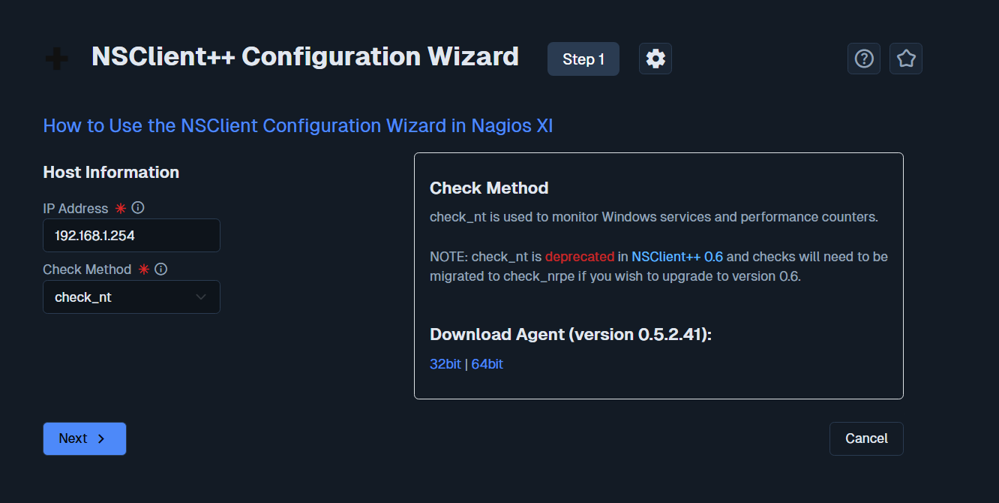 NSClient++ Configuration Wizard
Step 1
How to Use the NSClient Configuration Wizard in Nagios XI
Host Information
IP Address *
192.168.1.254
Check Method *
check_nt
Check Method
check_nt is used to monitor Windows services and performance counters.
NOTE: check_nt is deprecated in NSClient++ 0.6 and checks will need to be
migrated to check_nrpe if you wish to upgrade to version 0.6.
Download Agent (version 0.5.2.41):
32bit | 64bit
Next
Cancel